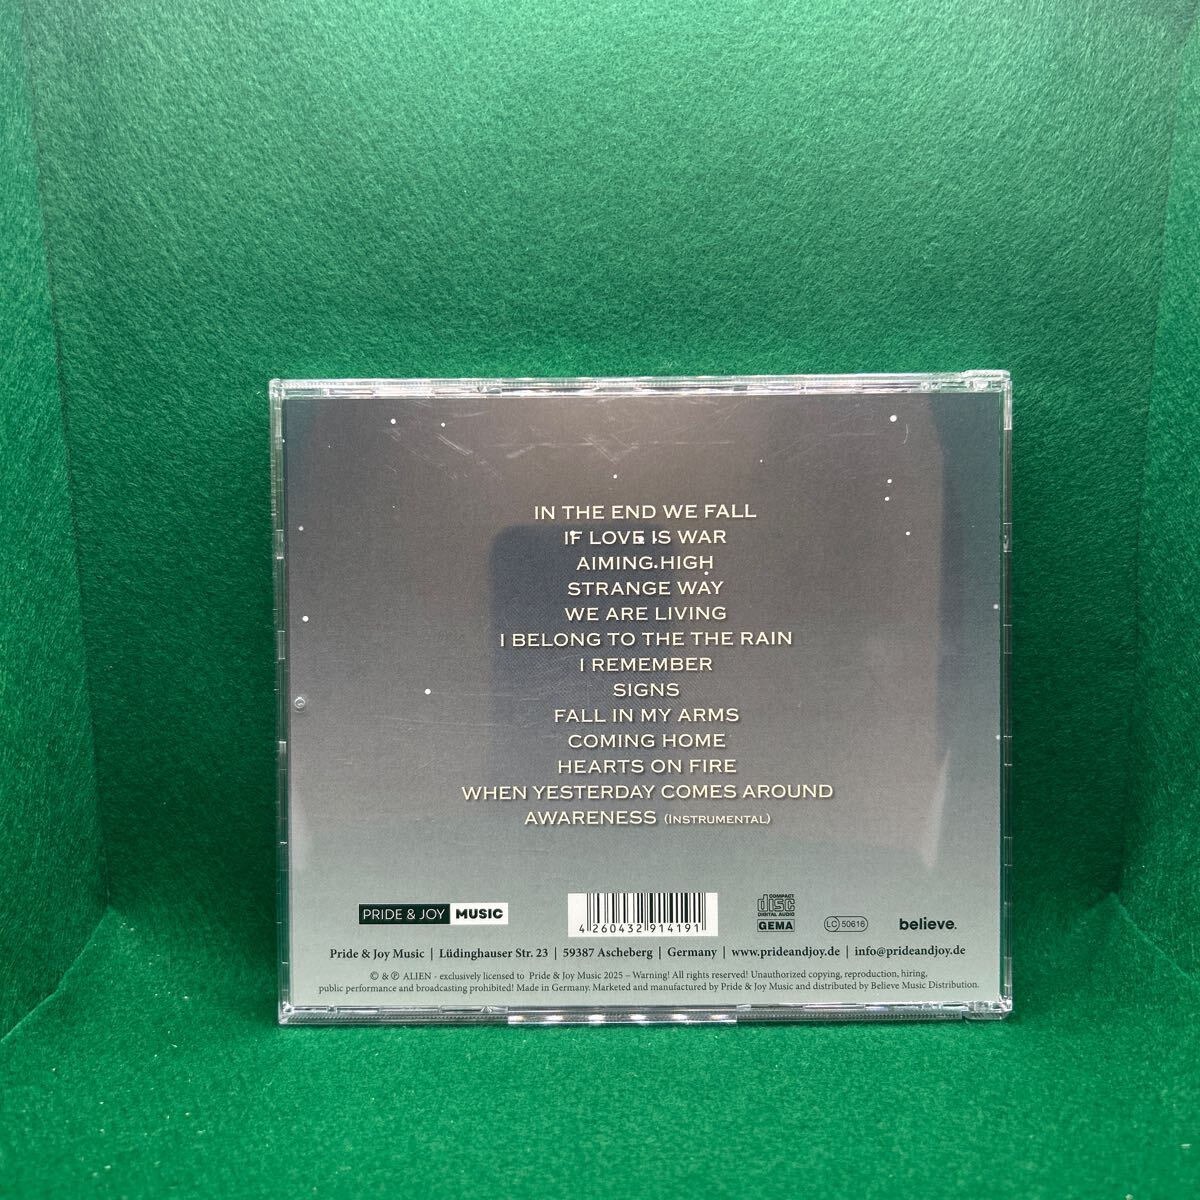 IN THE END WE FALL
IF LOVE IS WAR
AIMING HIGH
STRANGE WAY
WE ARE LIVING
I BELONG TO THE THE RAIN
I REMEMBER
SIGNS
FALL IN MY ARMS
COMING HOME
HEARTS ON FIRE
WHEN YESTERDAY COMES AROUND
AWARENESS (INSTRUMENTAL)
PRIDE & JOY MUSIC
4 260432 914191
COMPACT
disc
DIGITAL AUDIO
GEMA
LC 50616
believe.
Pride & Joy Music | Lüdinghauser Str. 23 | 59387 Ascheberg | Germany | www.prideandjoy.de | info@prideandjoy.de
© & ℗ ALIEN - exclusively licensed to Pride & Joy Music 2025 – Warning! All rights reserved! Unauthorized copying, reproduction, hiring,
public performance and broadcasting prohibited! Made in Germany. Marketed and manufactured by Pride & Joy Music and distributed by Believe Music Distribution.